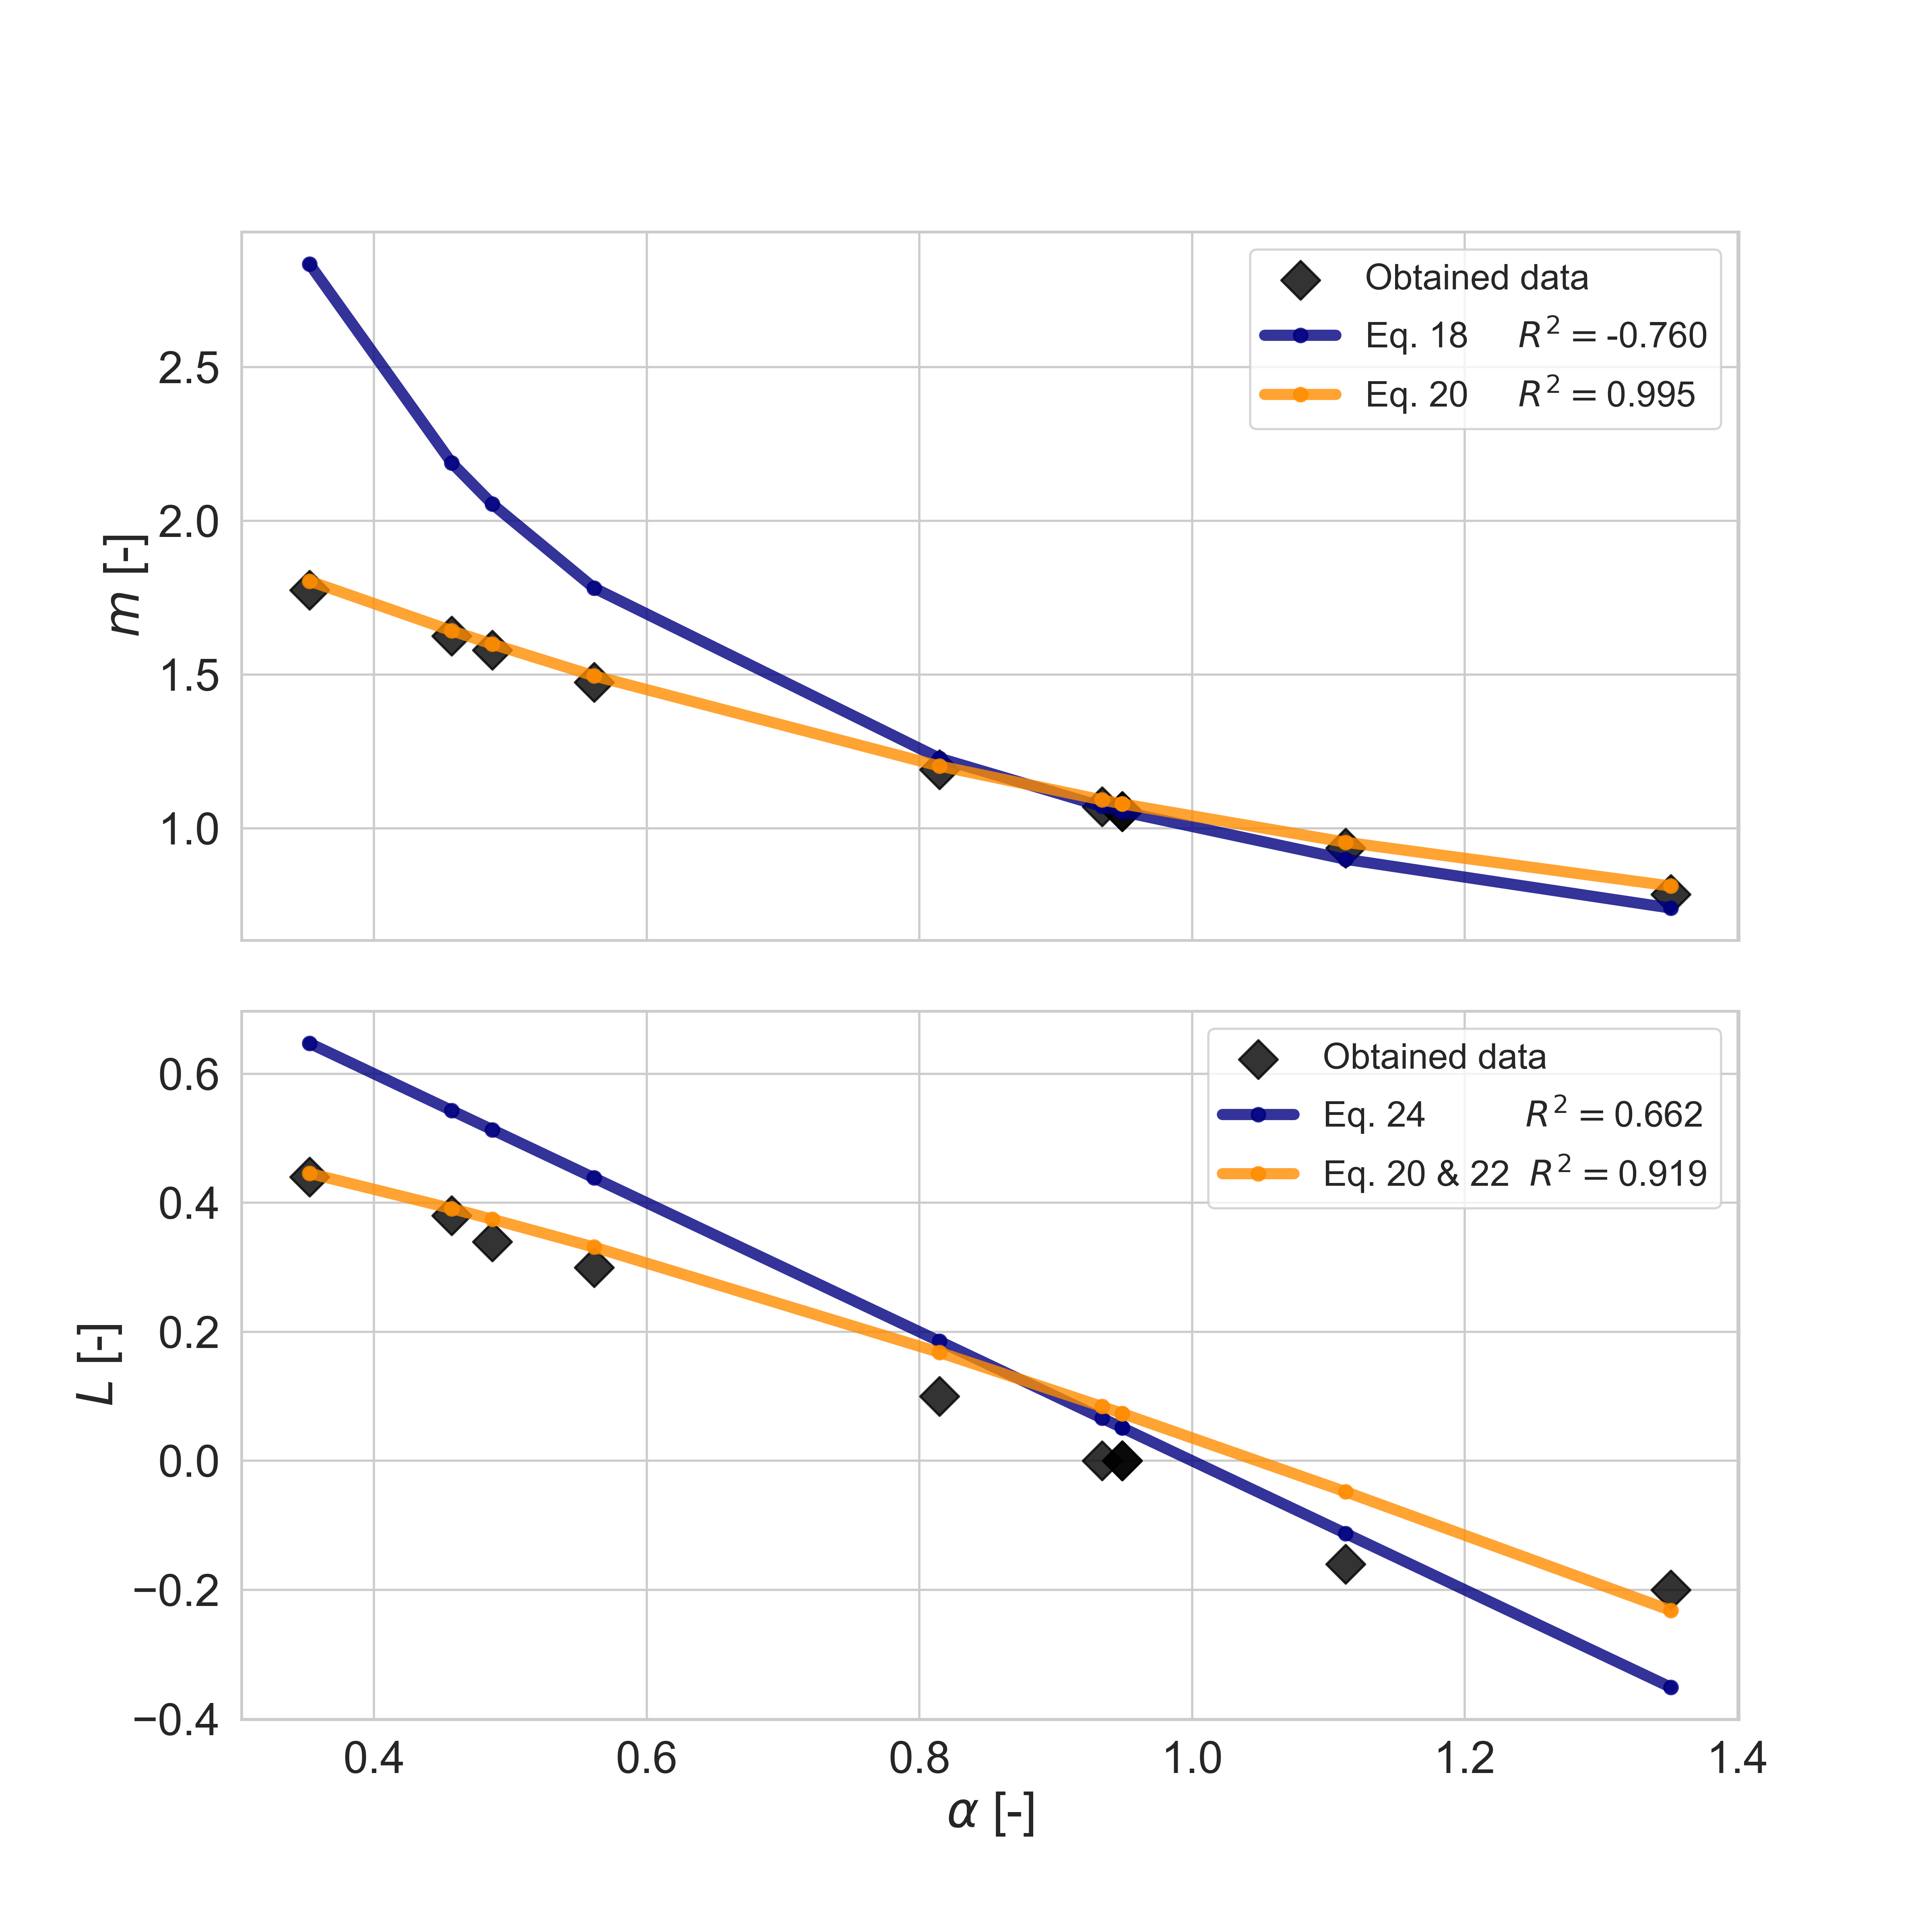 Obtained data
Eq. 18 R² = -0.760
Eq. 20 R² = 0.995
2.5
2.0
1.5
1.0
m [-]
Obtained data
Eq. 24 R² = 0.662
Eq. 20 & 22 R² = 0.919
0.6
0.4
0.2
0.0
−0.2
−0.4
L [-]
0.4 0.6 0.8 1.0 1.2 1.4
α [-]